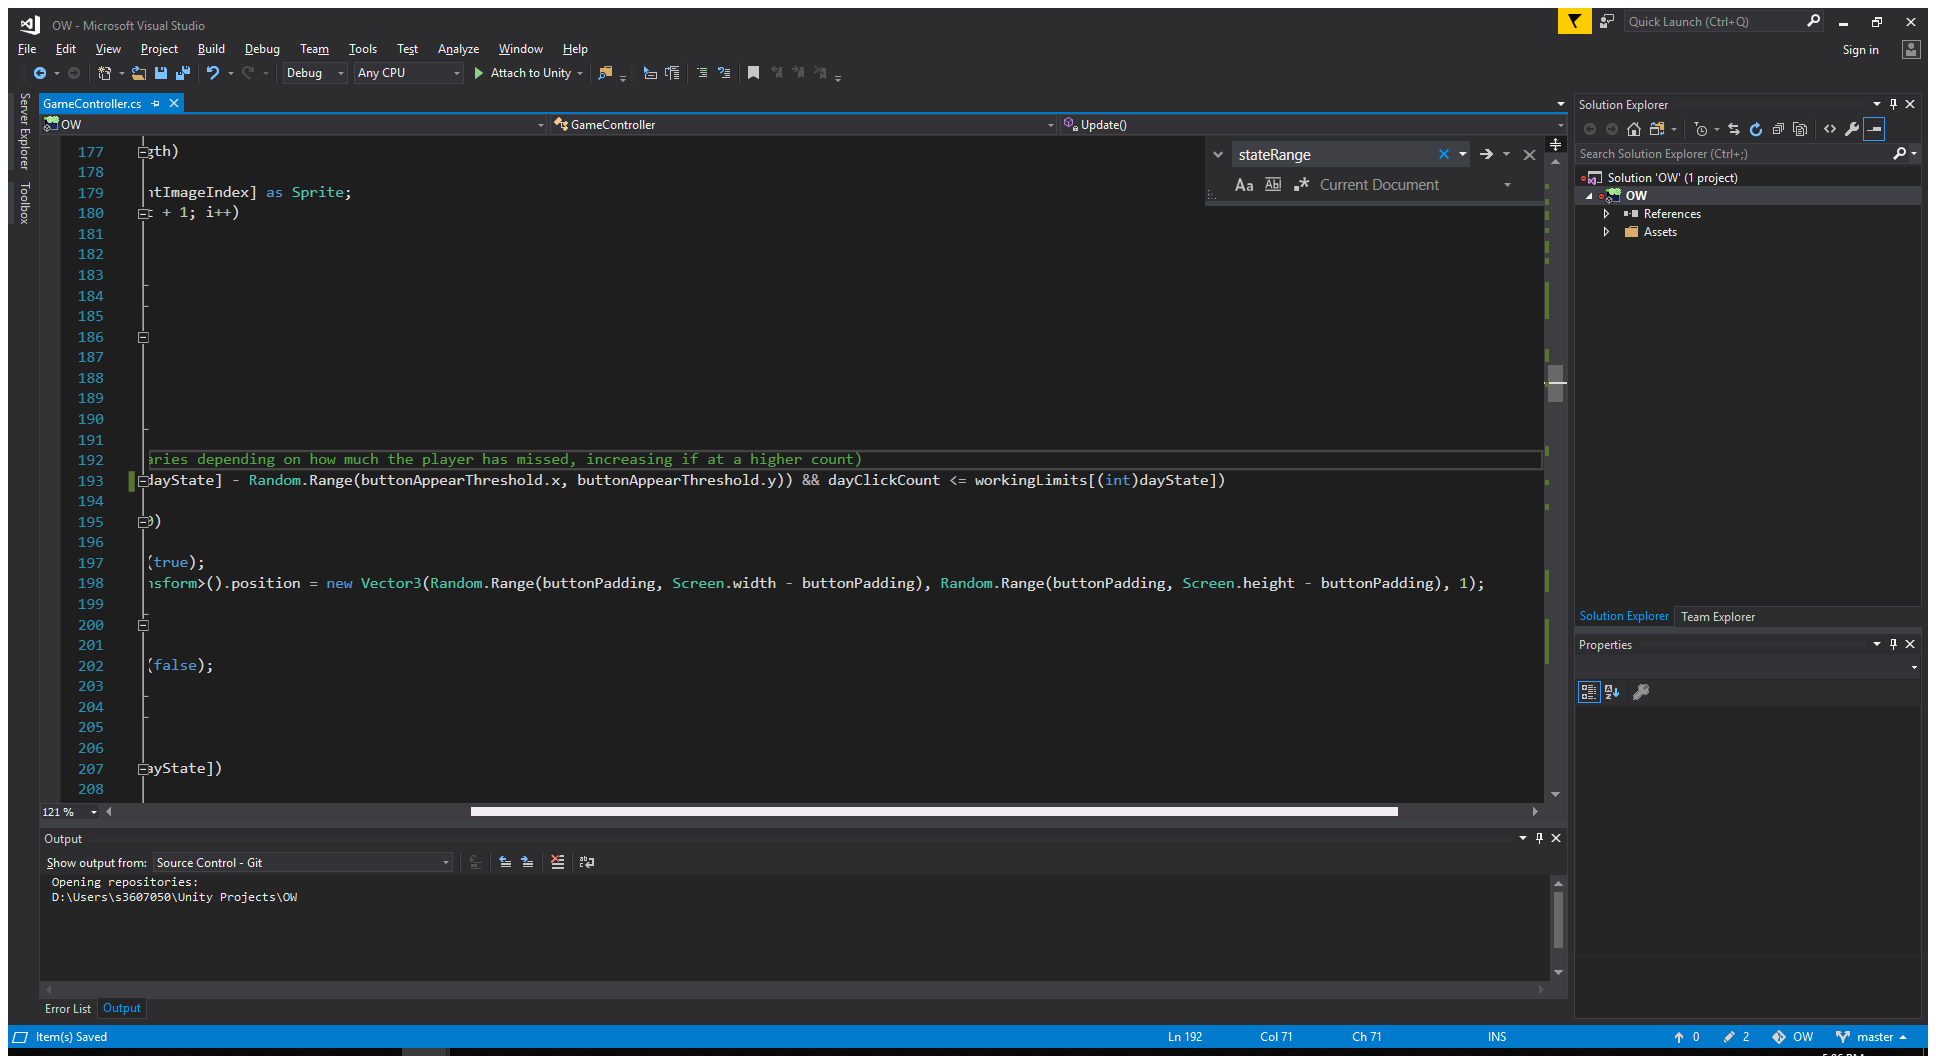 OW - Microsoft Visual Studio
Quick Launch (Ctrl+Q)
File Edit View Project Build Debug Team Tools Test Analyze Window Help
Sign in
Debug Any CPU Attach to Unity
Server Explorer
Toolbox
GameController.cs
OW GameController Update()
stateRange
Aa Abl .* Current Document
177 gth)
178
179 ntImageIndex] as Sprite;
180 t + 1; i++)
181
182
183
184
185
186
187
188
189
190
191
192 aries depending on how much the player has missed, increasing if at a higher count)
193 dayState] - Random.Range(buttonAppearThreshold.x, buttonAppearThreshold.y)) && dayClickCount <= workingLimits[(int)dayState])
194
195 0)
196
197 (true);
198 nsform>().position = new Vector3(Random.Range(buttonPadding, Screen.width - buttonPadding), Random.Range(buttonPadding, Screen.height - buttonPadding), 1);
199
200
201
202 (false);
203
204
205
206
207 ayState])
208
121 %
Output
Show output from: Source Control - Git
Opening repositories:
D:\Users\s3607050\Unity Projects\OW
Error List Output
Solution Explorer
Search Solution Explorer (Ctrl+;)
Solution 'OW' (1 project)
OW
References
Assets
Solution Explorer Team Explorer
Properties
Item(s) Saved Ln 192 Col 71 Ch 71 INS 0 2 OW master